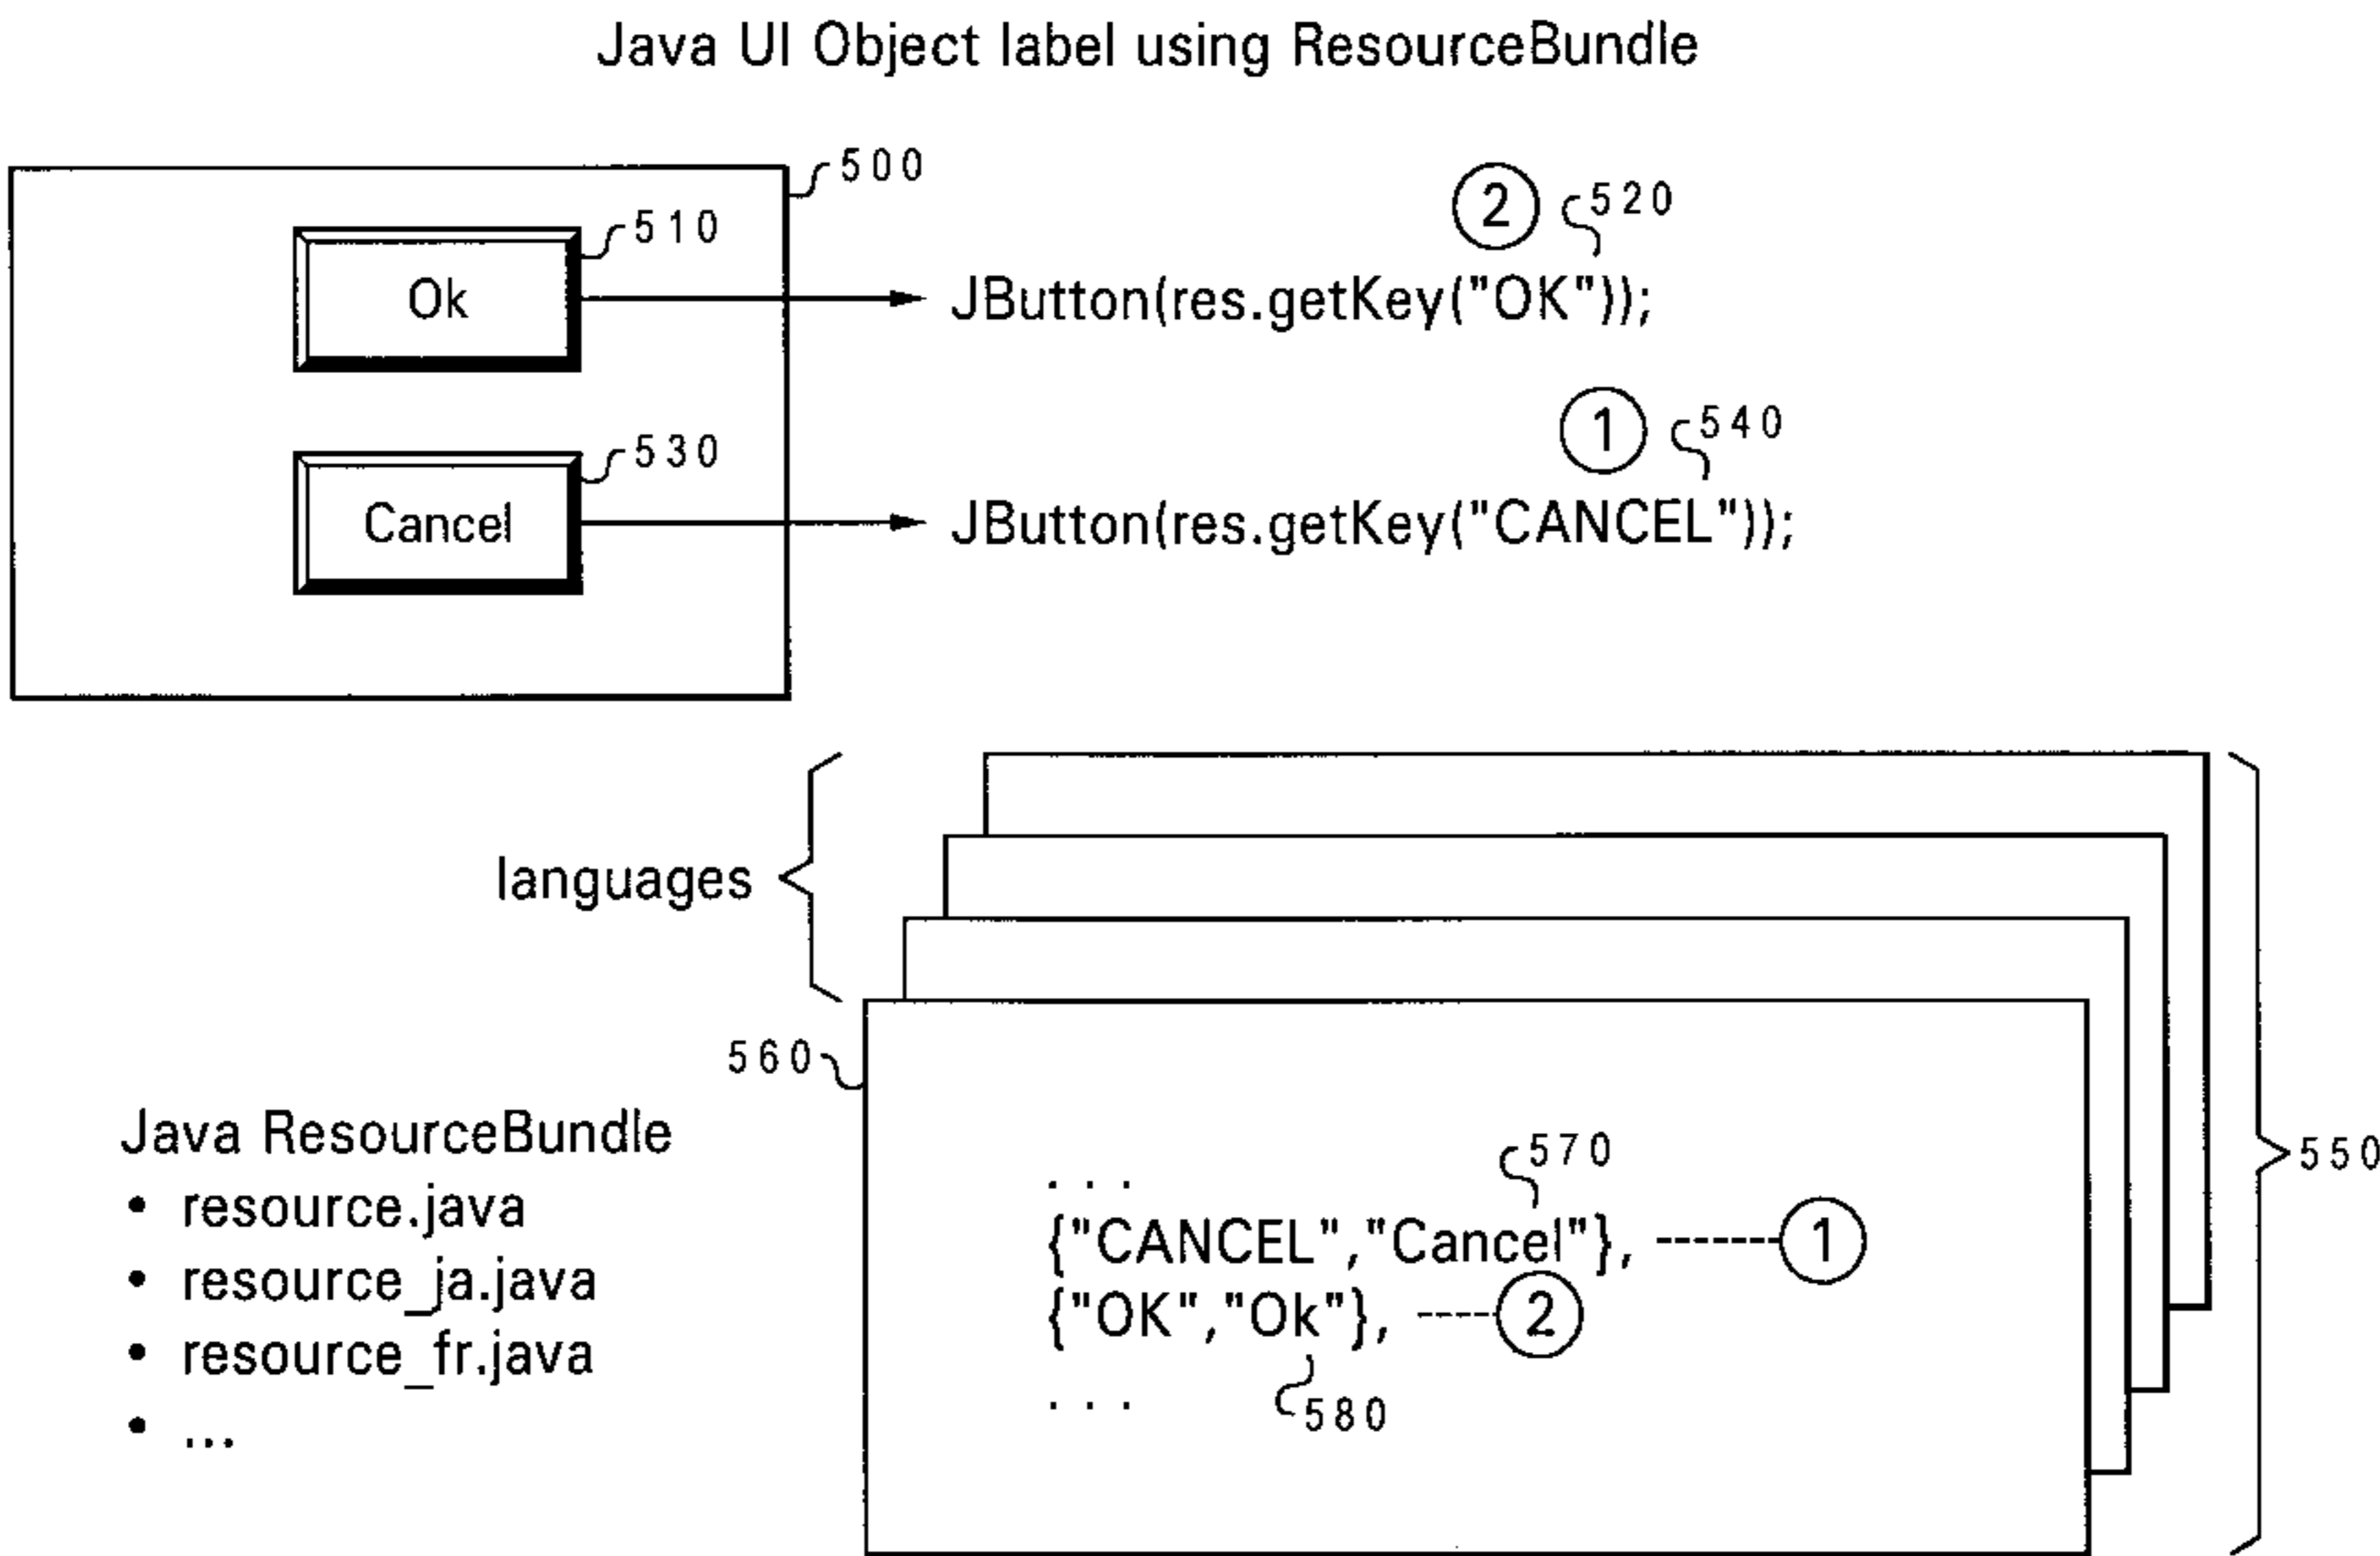 Java UI Object label using ResourceBundle
500
510
② 520
Ok
JButton(res.getKey("OK"));
① 540
530
Cancel
JButton(res.getKey("CANCEL"));
languages
560
550
Java ResourceBundle
• resource.java
• resource_ja.java
• resource_fr.java
• ...
570
. . .
{"CANCEL","Cancel"}, -------①
{"OK","Ok"}, ----②
. . .
580